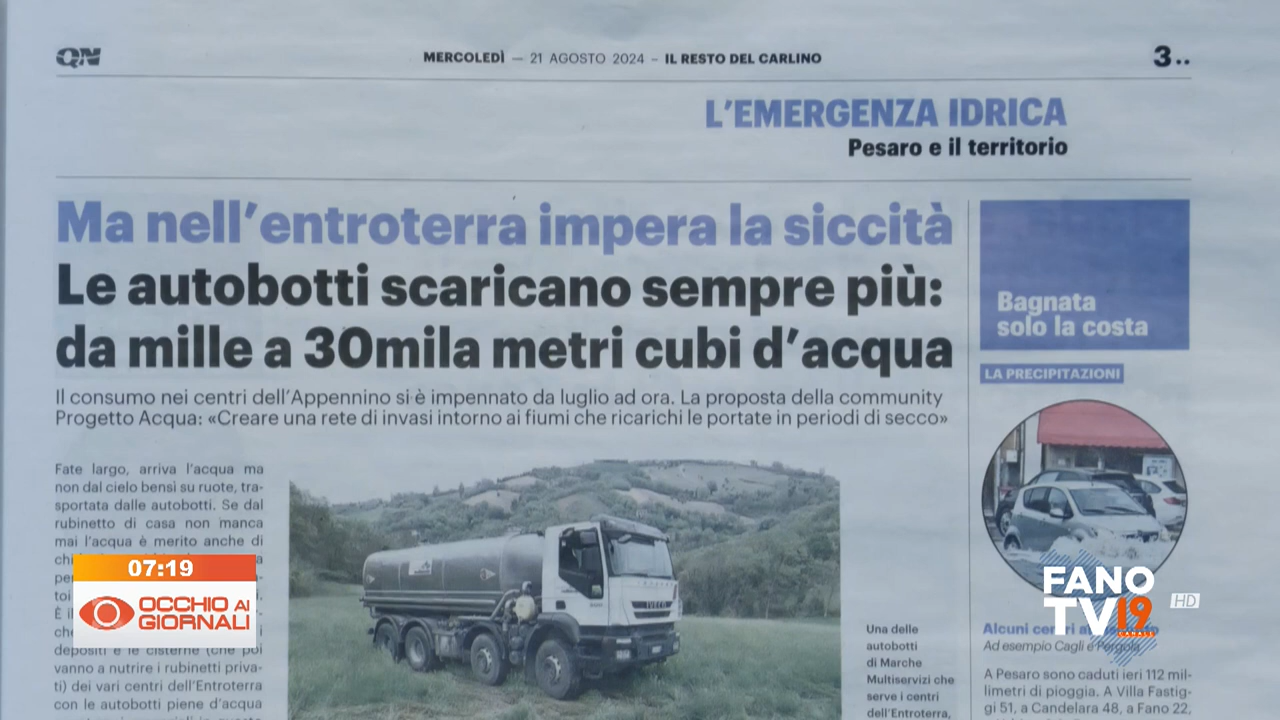 QN
MERCOLEDÌ — 21 AGOSTO 2024 – IL RESTO DEL CARLINO
3..
L'EMERGENZA IDRICA
Pesaro e il territorio
Ma nell'entroterra impera la siccità
Le autobotti scaricano sempre più:
da mille a 30mila metri cubi d'acqua
Il consumo nei centri dell'Appennino si è impennato da luglio ad ora. La proposta della community
Progetto Acqua: «Creare una rete di invasi intorno ai fiumi che ricarichi le portate in periodi di secco»
Fate largo, arriva l'acqua ma
non dal cielo bensì su ruote, tra-
sportata dalle autobotti. Se dal
rubinetto di casa non manca
mai l'acqua è merito anche di
depositi e le cisterne (che poi
vanno a nutrire i rubinetti priva-
ti) dei vari centri dell'Entroterra
con le autobotti piene d'acqua
07:19
OCCHIO AI
GIORNALI
Una delle
autobotti
di Marche
Multiservizi che
serve i centri
dell'Entroterra,
Bagnata
solo la costa
LA PRECIPITAZIONI
FANO
TV19
HD
Alcuni
Ad esempio Cagli e Pergola
A Pesaro sono caduti ieri 112 mil-
limetri di pioggia. A Villa Fastig-
gi 51, a Candelara 48, a Fano 22,